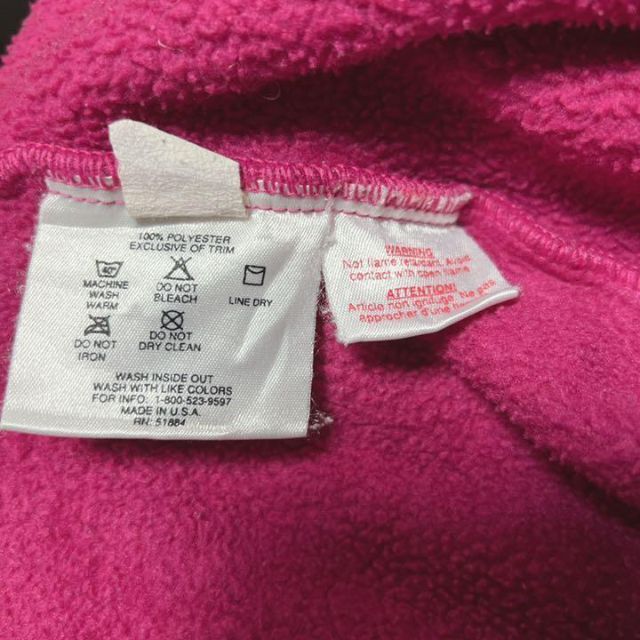 100% POLYESTER
EXCLUSIVE OF TRIM
40°
MACHINE WASH WARM
DO NOT BLEACH
LINE DRY
DO NOT IRON
DO NOT DRY CLEAN
WASH INSIDE OUT
WASH WITH LIKE COLORS
FOR INFO: 1-800-523-9597
MADE IN U.S.A.
RN: 51884
WARNING
Not flame retardant. Avoid
contact with open flame
ATTENTION!
Article non ignifuge. Ne pas
approcher d'une